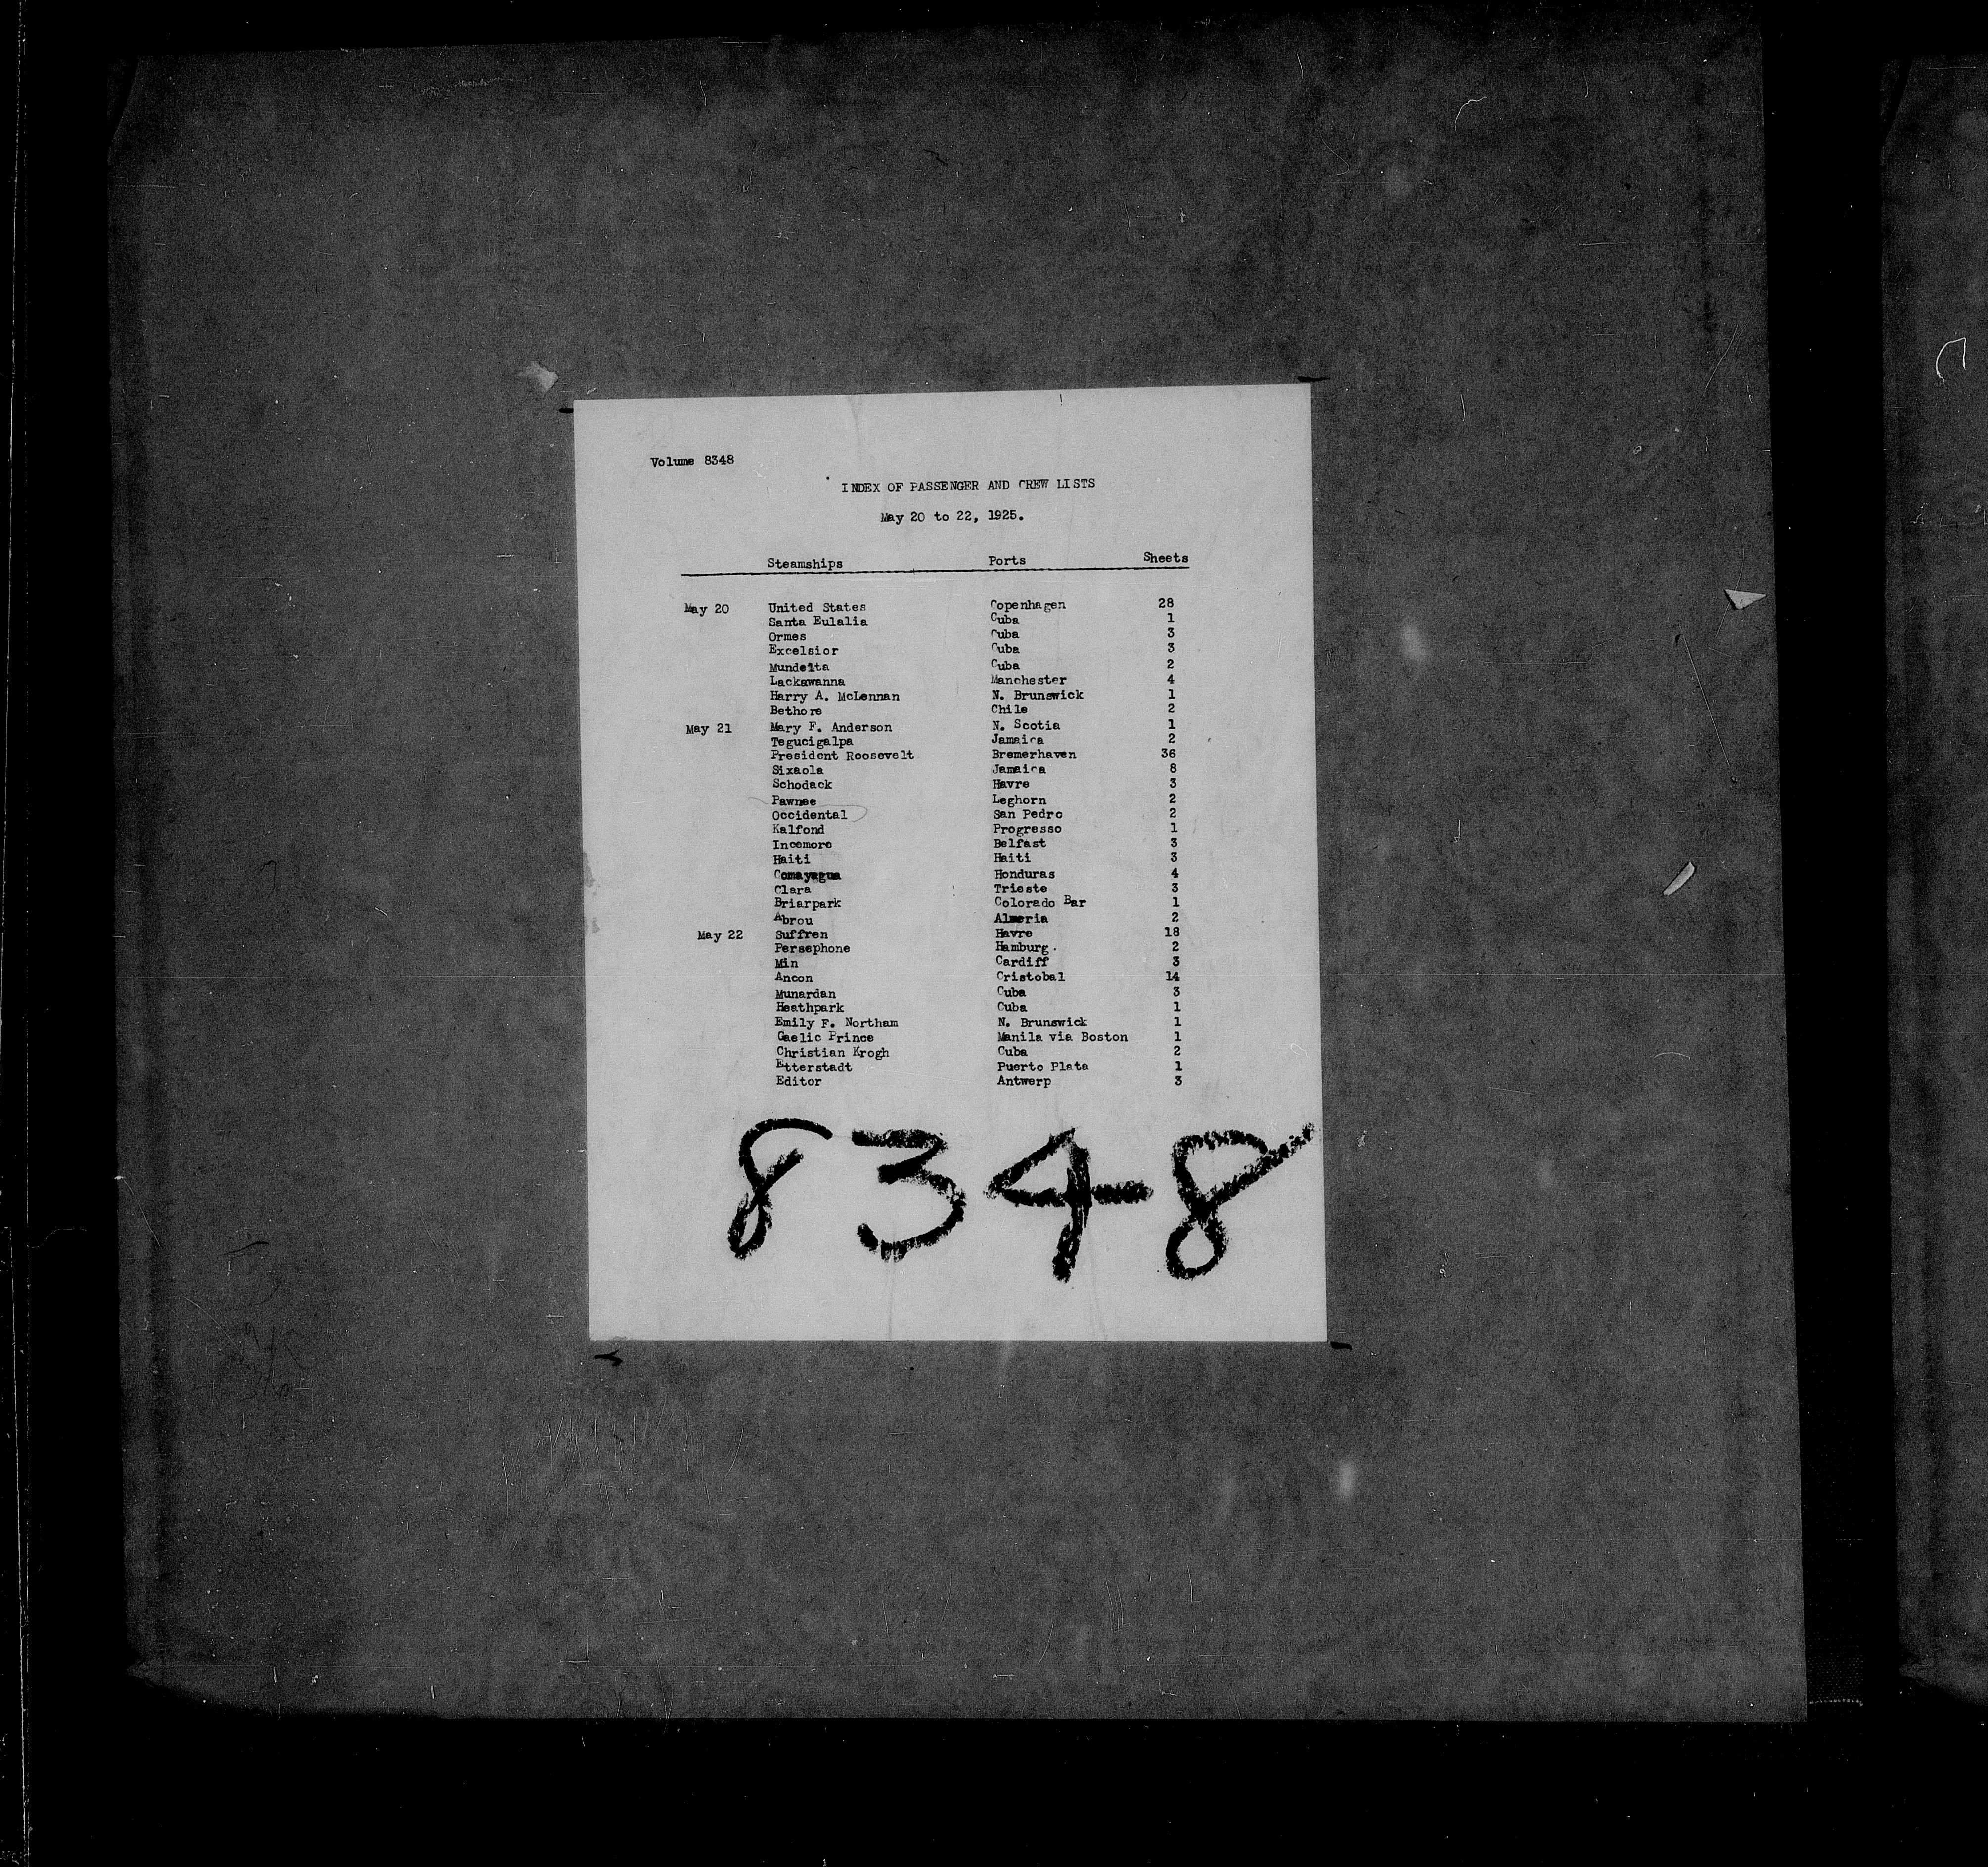 Volume 8348
INDEX OF PASSENGER AND CREW LISTS
May 20 to 22, 1925.
Steamships Ports Sheets
May 20 United States Copenhagen 28
Santa Eulalia Cuba 1
Ormes Cuba 3
Excelsior Cuba 3
Mundelta Cuba 2
Lackawanna Manchester 4
Harry A. McLennan N. Brunswick 1
Bethore Chile 2
May 21 Mary F. Anderson N. Scotia 1
Tegucigalpa Jamaica 2
President Roosevelt Bremerhaven 36
Sixaola Jamaica 8
Schodack Havre 3
Pawnee Leghorn 2
Occidental San Pedro 2
Kalfond Progresso 1
Incemore Belfast 3
Haiti Haiti 3
Comayagua Honduras 4
Clara Trieste 3
Briarpark Colorado Bar 1
Abrou Almeria 2
May 22 Suffren Havre 18
Persephone Hamburg. 2
Min Cardiff 3
Ancon Cristobal 14
Munardan Cuba 3
Heathpark Cuba 1
Emily F. Northam N. Brunswick 1
Gaelic Prince Manila via Boston 1
Christian Krogh Cuba 2
Etterstadt Puerto Plata 1
Editor Antwerp 3
8348